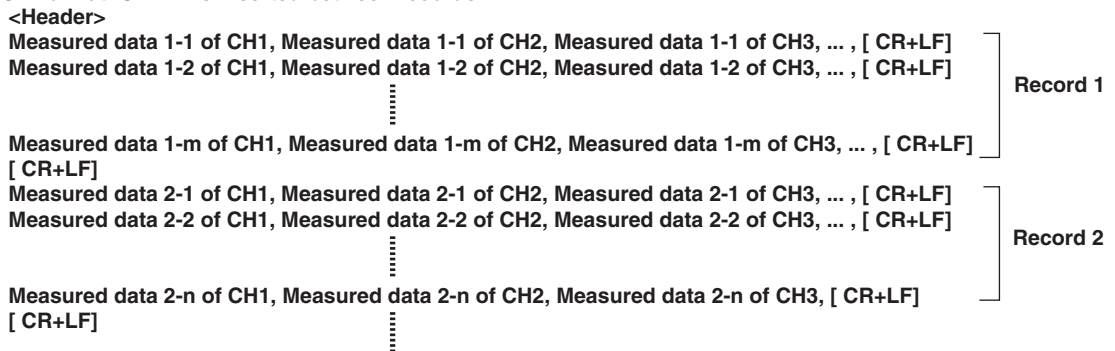 <Header>
Measured data 1-1 of CH1, Measured data 1-1 of CH2, Measured data 1-1 of CH3, ... , [ CR+LF]
Measured data 1-2 of CH1, Measured data 1-2 of CH2, Measured data 1-2 of CH3, ... , [ CR+LF]
Record 1
Measured data 1-m of CH1, Measured data 1-m of CH2, Measured data 1-m of CH3, ... , [ CR+LF]
[ CR+LF]
Measured data 2-1 of CH1, Measured data 2-1 of CH2, Measured data 2-1 of CH3, ... , [ CR+LF]
Measured data 2-2 of CH1, Measured data 2-2 of CH2, Measured data 2-2 of CH3, ... , [ CR+LF]
Record 2
Measured data 2-n of CH1, Measured data 2-n of CH2, Measured data 2-n of CH3, [ CR+LF]
[ CR+LF]